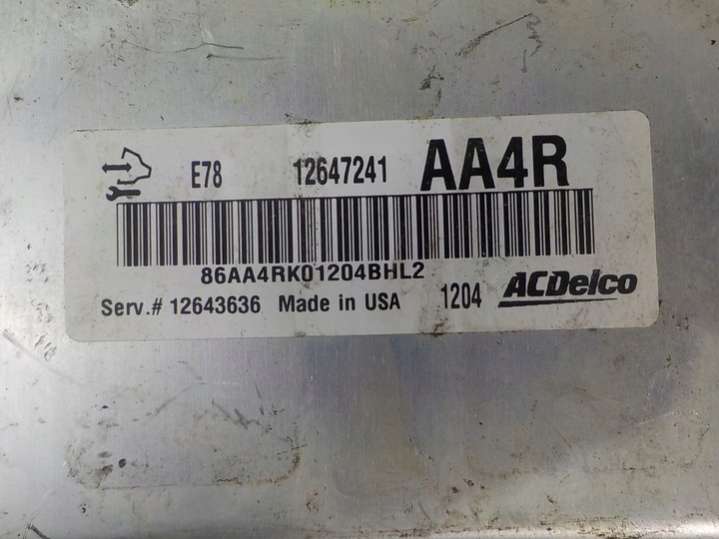 E78 12647241 AA4R
86AA4RK01204BHL2
Serv.# 12643636 Made in USA 1204 ACDelco